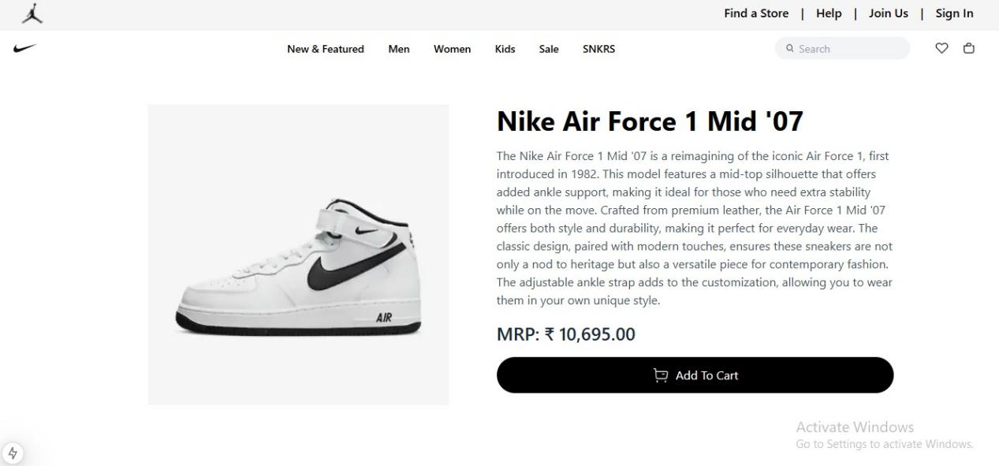 Find a Store | Help | Join Us | Sign In
New & Featured Men Women Kids Sale SNKRS
Search
Nike Air Force 1 Mid '07
The Nike Air Force 1 Mid '07 is a reimagining of the iconic Air Force 1, first
introduced in 1982. This model features a mid-top silhouette that offers
added ankle support, making it ideal for those who need extra stability
while on the move. Crafted from premium leather, the Air Force 1 Mid '07
offers both style and durability, making it perfect for everyday wear. The
classic design, paired with modern touches, ensures these sneakers are not
only a nod to heritage but also a versatile piece for contemporary fashion.
The adjustable ankle strap adds to the customization, allowing you to wear
them in your own unique style.
AIR
MRP: ₹ 10,695.00
Add To Cart
Activate Windows
Go to Settings to activate Windows.